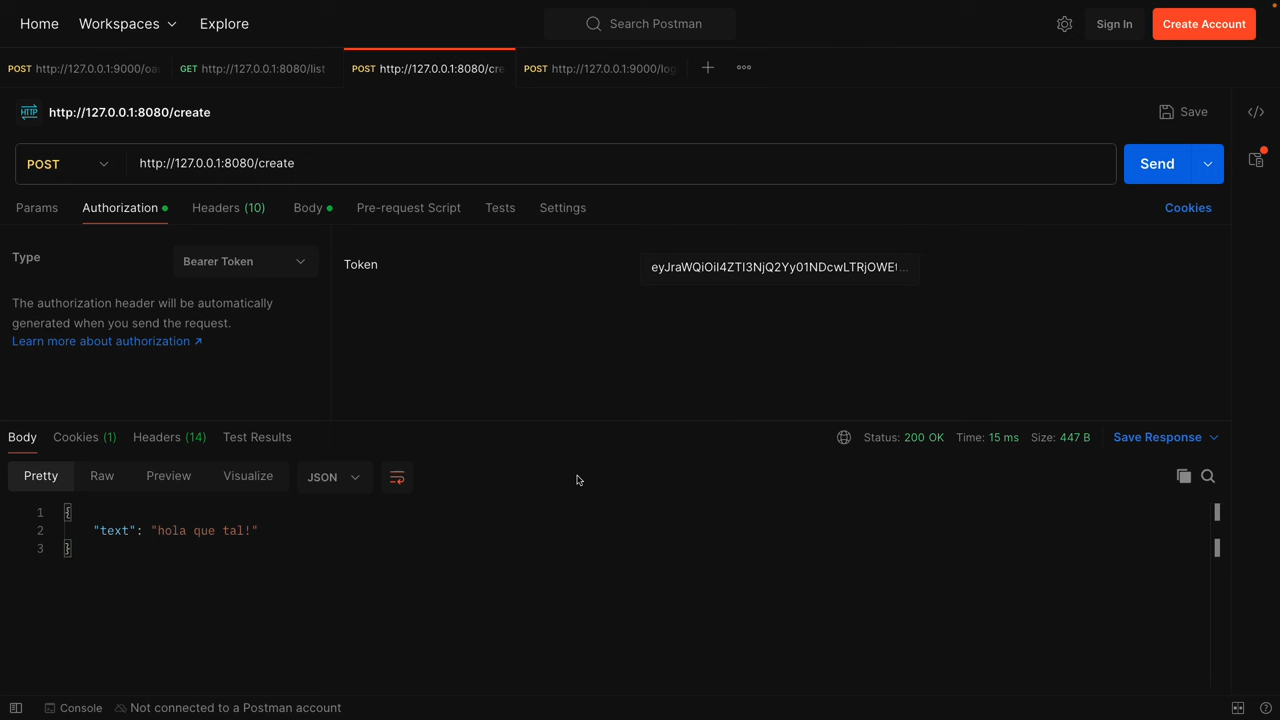 Home Workspaces Explore Search Postman Sign In Create Account
POST http://127.0.0.1:9000/oa GET http://127.0.0.1:8080/list POST http://127.0.0.1:8080/cre POST http://127.0.0.1:9000/log
HTTP http://127.0.0.1:8080/create Save
POST http://127.0.0.1:8080/create Send
Params Authorization Headers (10) Body Pre-request Script Tests Settings Cookies
Type Bearer Token Token
The authorization header will be automatically
generated when you send the request.
Learn more about authorization ↗
Body Cookies (1) Headers (14) Test Results Status: 200 OK Time: 15 ms Size: 447 B Save Response
Pretty Raw Preview Visualize JSON
1 {
2 "text": "hola que tal!"
3 }
Console Not connected to a Postman account